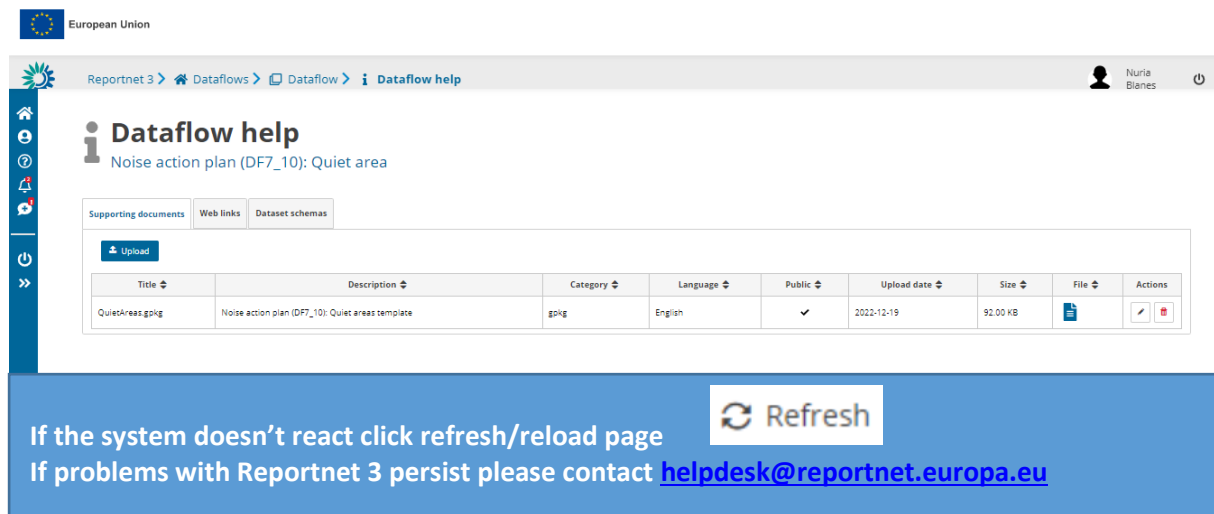 European Union
Reportnet 3 > Dataflows > Dataflow > i Dataflow help
Nuria
Blanes
Dataflow help
Noise action plan (DF7_10): Quiet area
Supporting documents Web links Dataset schemas
Upload
Title Description Category Language Public Upload date Size File Actions
QuietAreas.gpkg Noise action plan (DF7_10): Quiet areas template gpkg English 2022-12-19 92.00 KB
Refresh
If the system doesn’t react click refresh/reload page
If problems with Reportnet 3 persist please contact helpdesk@reportnet.europa.eu